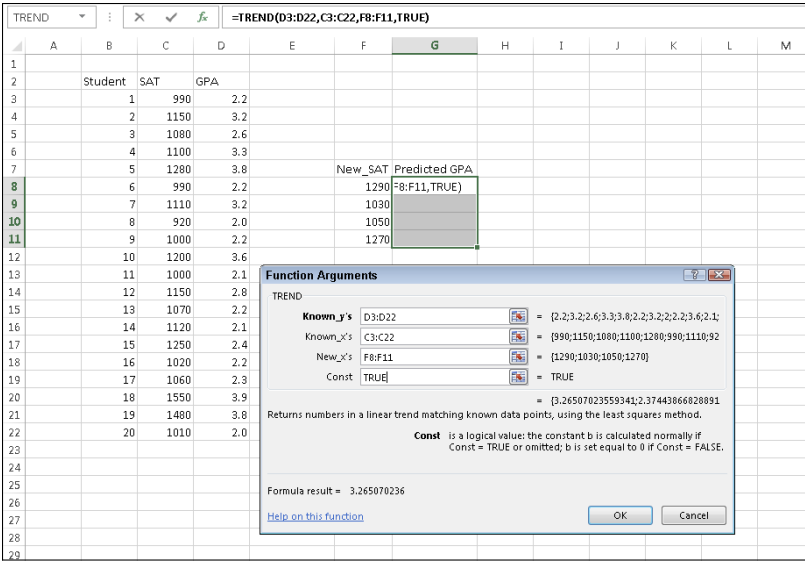 TREND =TREND(D3:D22,C3:C22,F8:F11,TRUE)
A B C D E F G H I J K L M
1
2 Student SAT GPA
3 1 990 2.2
4 2 1150 3.2
5 3 1080 2.6
6 4 1100 3.3
7 5 1280 3.8 New_SAT Predicted GPA
8 6 990 2.2 1290 =F8:F11,TRUE)
9 7 1110 3.2 1030
10 8 920 2.0 1050
11 9 1000 2.2 1270
12 10 1200 3.6
13 11 1000 2.1
14 12 1150 2.8
15 13 1070 2.2
16 14 1120 2.1
17 15 1250 2.4
18 16 1020 2.2
19 17 1060 2.3
20 18 1550 3.9
21 19 1480 3.8
22 20 1010 2.0
23
24
25
26
27
28
29
Function Arguments
TREND
Known_y's D3:D22 = {2.2;3.2;2.6;3.3;3.8;2.2;3.2;2;2.2;3.6;2.1;
Known_x's C3:C22 = {990;1150;1080;1100;1280;990;1110;92
New_x's F8:F11 = {1290;1030;1050;1270}
Const TRUE = TRUE
= {3.26507023559341;2.37443866828891
Returns numbers in a linear trend matching known data points, using the least squares method.
Const is a logical value: the constant b is calculated normally if
Const = TRUE or omitted; b is set equal to 0 if Const = FALSE.
Formula result = 3.265070236
Help on this function OK Cancel